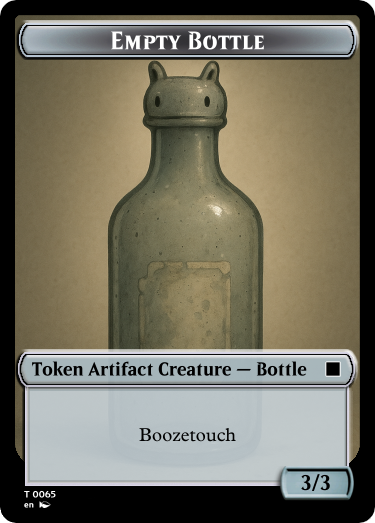 Empty Bottle
Token Artifact Creature — Bottle
Boozetouch
3/3
T 0065
en